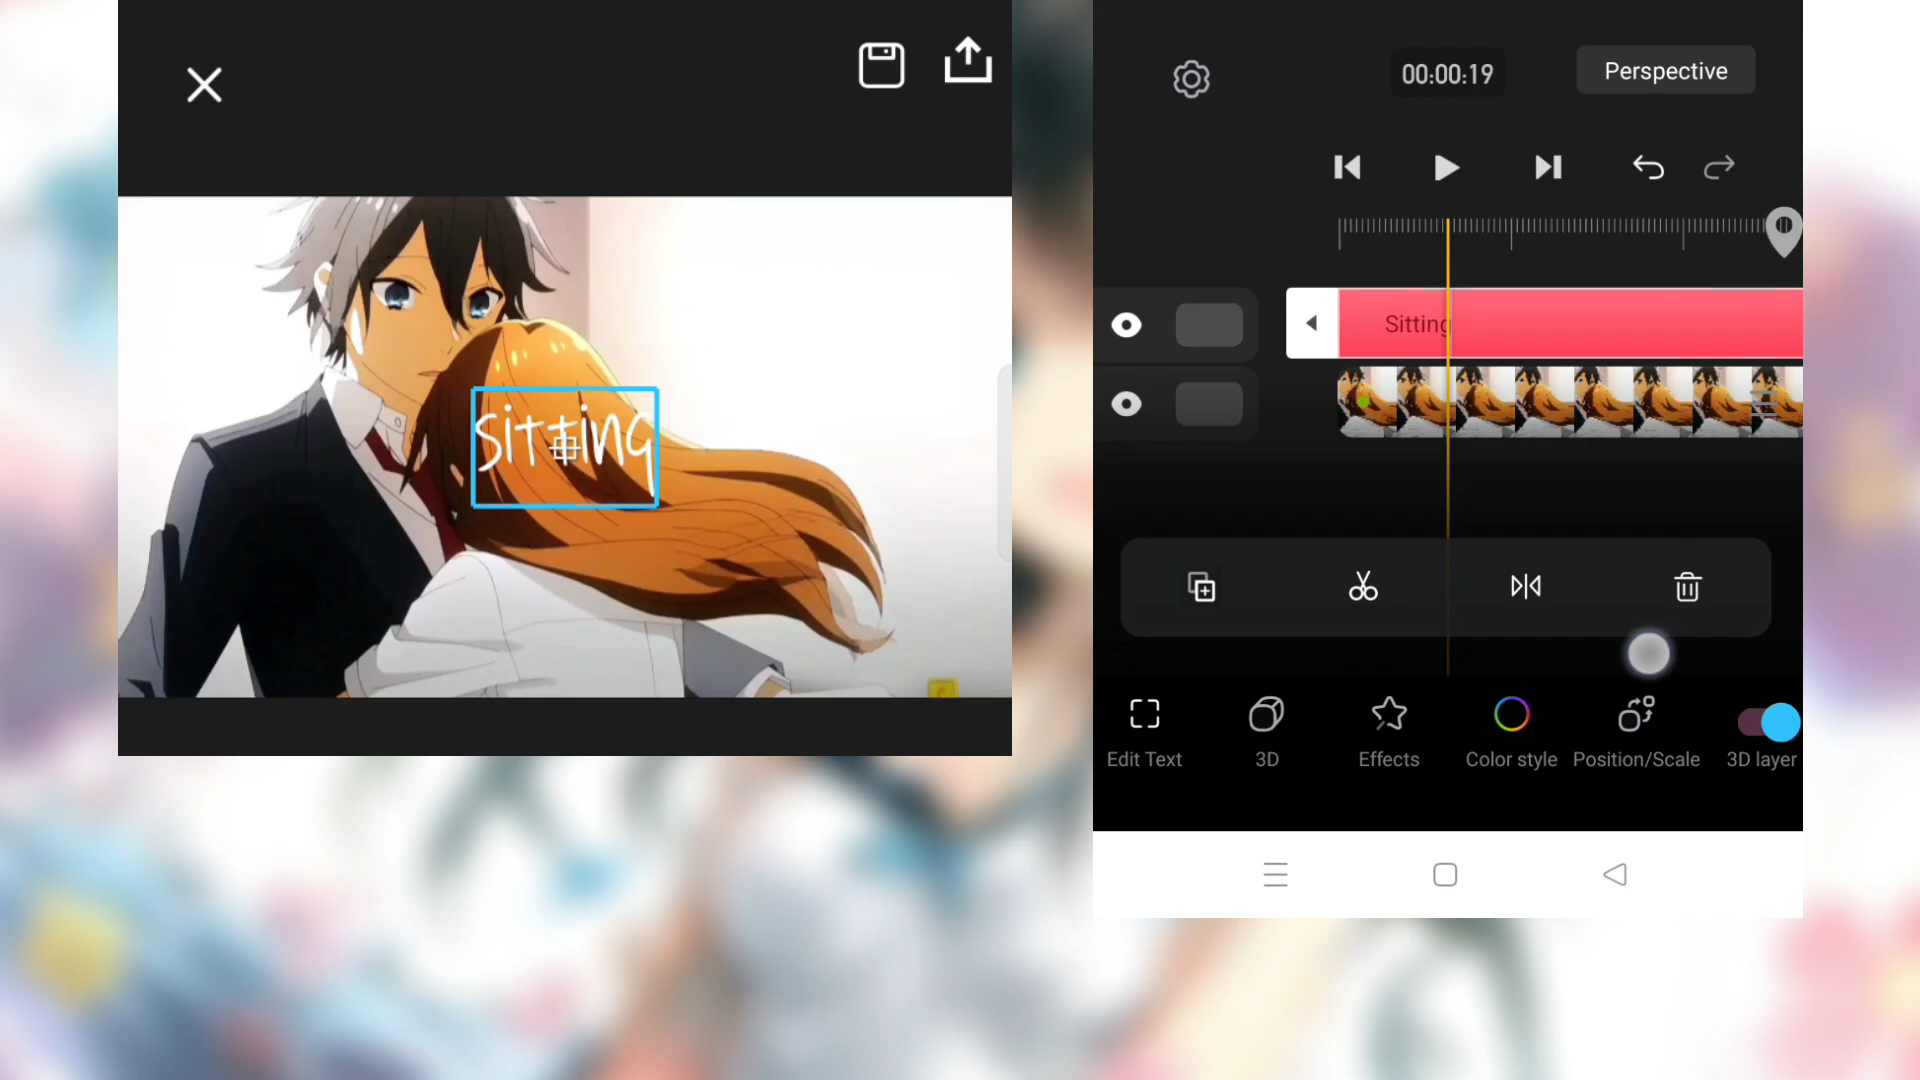 sitting
00:00:19
Perspective
Sitting
Edit Text
3D
Effects
Color style
Position/Scale
3D layer